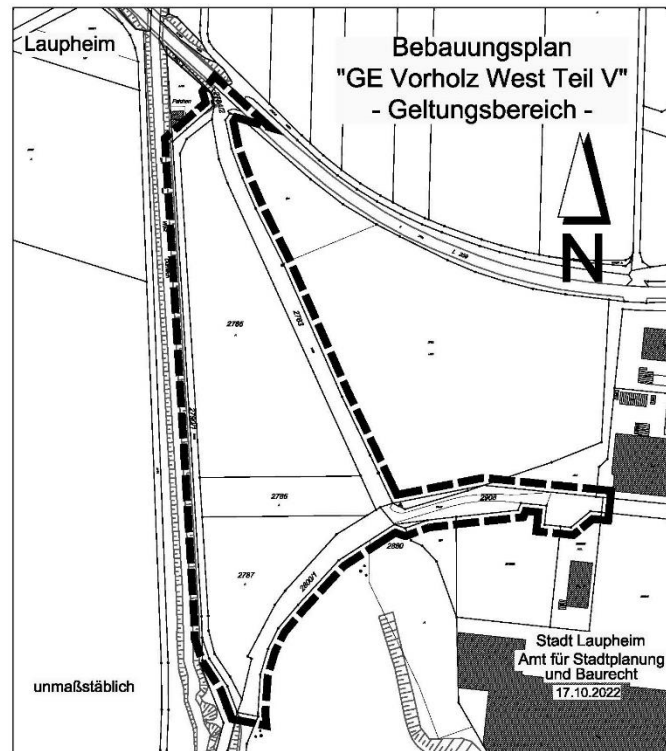 Laupheim
Bebauungsplan
"GE Vorholz West Teil V"
- Geltungsbereich -
N
2785
2783
2786
2908
2880
2787
2800/1
unmaßstäblich
Stadt Laupheim
Amt für Stadtplanung
und Baurecht
17.10.2022